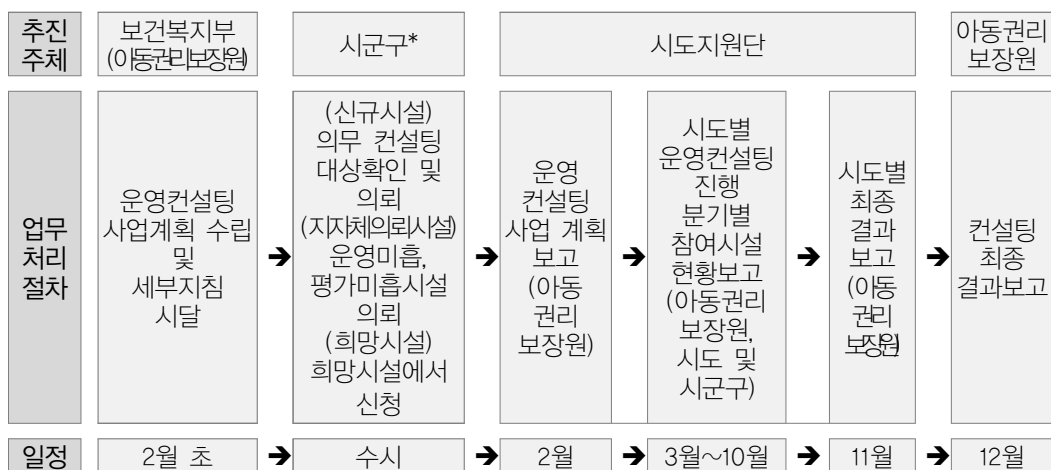 추진
주체
보건복지부
(아동권리보장원)
시군구*
시도지원단
아동권리
보장원
업무
처리
절차
운영컨설팅
사업계획 수립
및
세부지침
시달
➔
(신규시설)
의무 컨설팅
대상확인 및
의뢰
(지자체의뢰시설)
운영미흡,
평가미흡시설
의뢰
(희망시설)
희망시설에서
신청
➔
운영
컨설팅
사업 계획
보고
(아동
권리
보장원)
➔
시도별
운영컨설팅
진행
분기별
참여시설
현황보고
(아동권리
보장원,
시도 및
시군구)
➔
시도별
최종
결과
보고
(아동
권리
보장원)
➔
컨설팅
최종
결과보고
일정
2월 초
➔
수시
➔
2월
➔
3월~10월
➔
11월
➔
12월